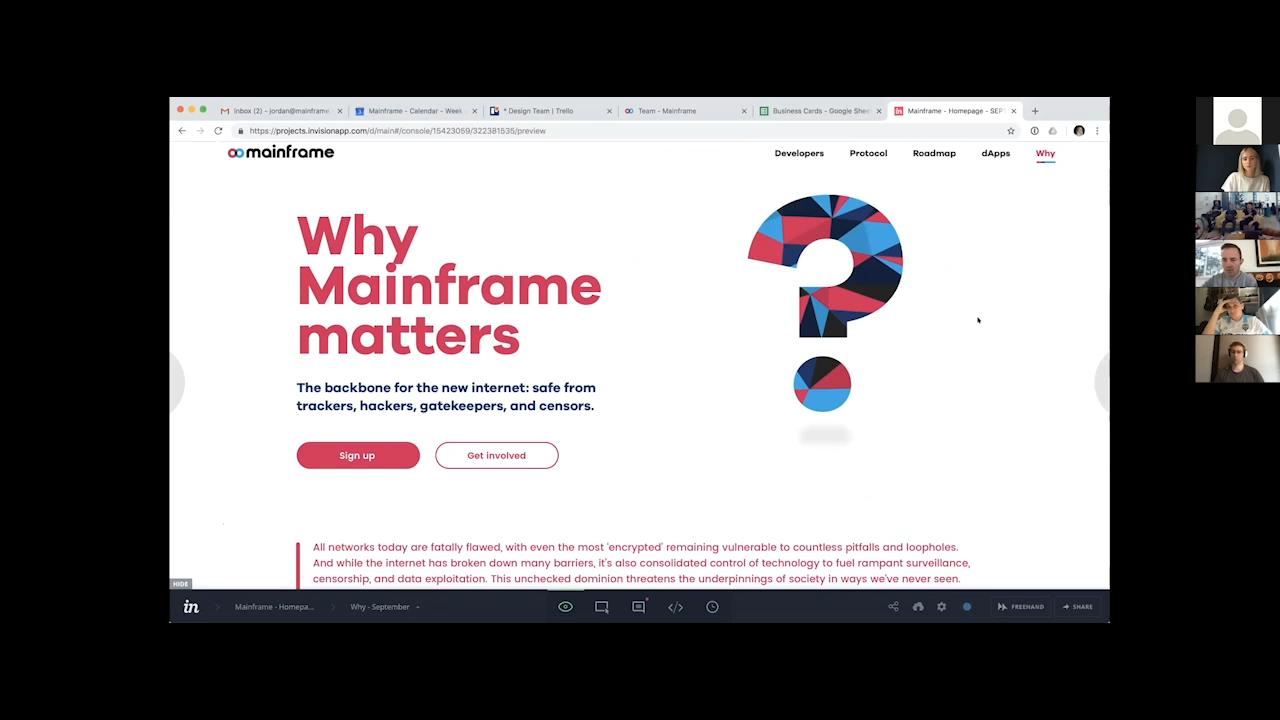 Inbox (2) - jordan@mainframe.
Mainframe - Calendar - Week
* Design Team | Trello
Team - Mainframe
Business Cards - Google Shee
Mainframe - Homepage - SEP
https://projects.invisionapp.com/d/main#/console/15423059/322381535/preview
mainframe
Developers
Protocol
Roadmap
dApps
Why
Why
Mainframe
matters
The backbone for the new internet: safe from
trackers, hackers, gatekeepers, and censors.
Sign up
Get involved
All networks today are fatally flawed, with even the most 'encrypted' remaining vulnerable to countless pitfalls and loopholes.
And while the internet has broken down many barriers, it's also consolidated control of technology to fuel rampant surveillance,
censorship, and data exploitation. This unchecked dominion threatens the underpinnings of society in ways we've never seen.
HIDE
in
Mainframe - Homepa...
Why - September
FREEHAND
SHARE